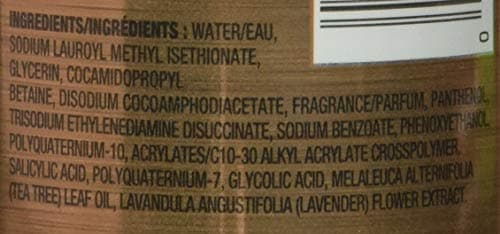 INGREDIENTS/INGRÉDIENTS : WATER/EAU,
SODIUM LAUROYL METHYL ISETHIONATE,
GLYCERIN, COCAMIDOPROPYL
BETAINE, DISODIUM COCOAMPHODIACETATE, FRAGRANCE/PARFUM, PANTHENOL,
TRISODIUM ETHYLENEDIAMINE DISUCCINATE, SODIUM BENZOATE, PHENOXYETHANOL,
POLYQUATERNIUM-10, ACRYLATES/C10-30 ALKYL ACRYLATE CROSSPOLYMER,
SALICYLIC ACID, POLYQUATERNIUM-7, GLYCOLIC ACID, MELALEUCA ALTERNIFOLIA
(TEA TREE) LEAF OIL, LAVANDULA ANGUSTIFOLIA (LAVENDER) FLOWER EXTRACT.
0